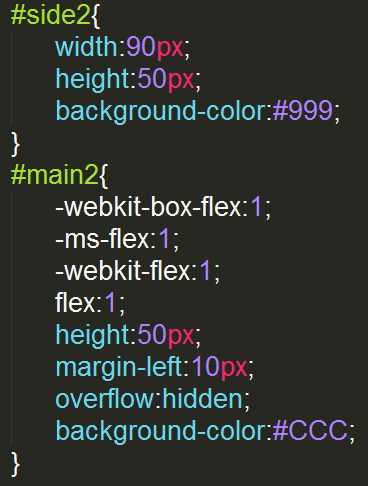 #side2{
width:90px;
height:50px;
background-color:#999;
}
#main2{
-webkit-box-flex:1;
-ms-flex:1;
-webkit-flex:1;
flex:1;
height:50px;
margin-left:10px;
overflow:hidden;
background-color:#CCC;
}